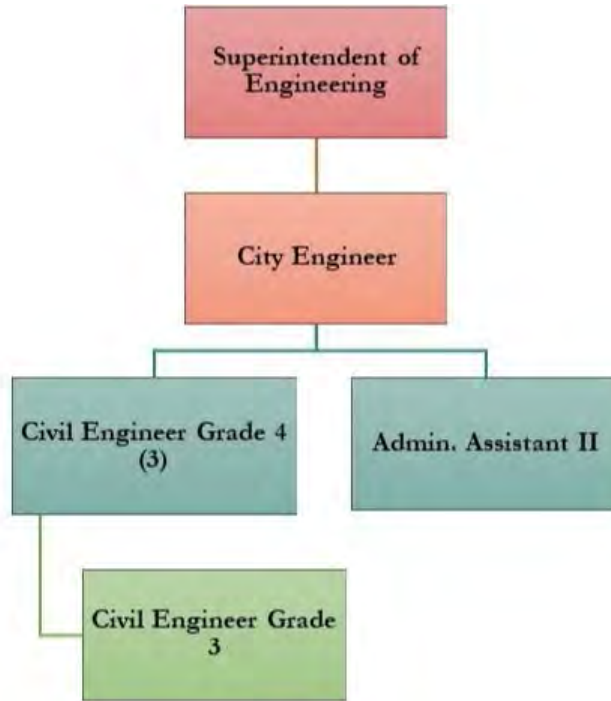 Superintendent of
Engineering
City Engineer
Civil Engineer Grade 4
(3)
Admin. Assistant II
Civil Engineer Grade
3